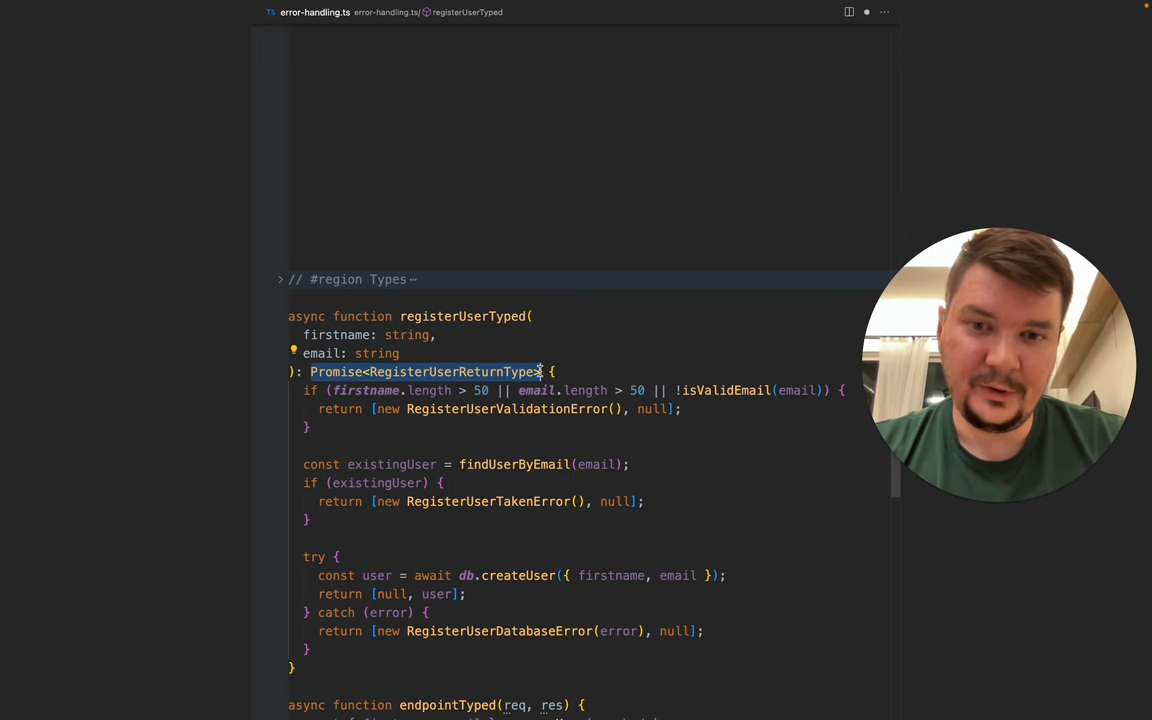 TS error-handling.ts error-handling.ts/ registerUserTyped
// #region Types
async function registerUserTyped(
firstname: string,
email: string
): Promise<RegisterUserReturnType> {
if (firstname.length > 50 || email.length > 50 || !isValidEmail(email)) {
return [new RegisterUserValidationError(), null];
}
const existingUser = findUserByEmail(email);
if (existingUser) {
return [new RegisterUserTakenError(), null];
}
try {
const user = await db.createUser({ firstname, email });
return [null, user];
} catch (error) {
return [new RegisterUserDatabaseError(error), null];
}
}
async function endpointTyped(req, res) {